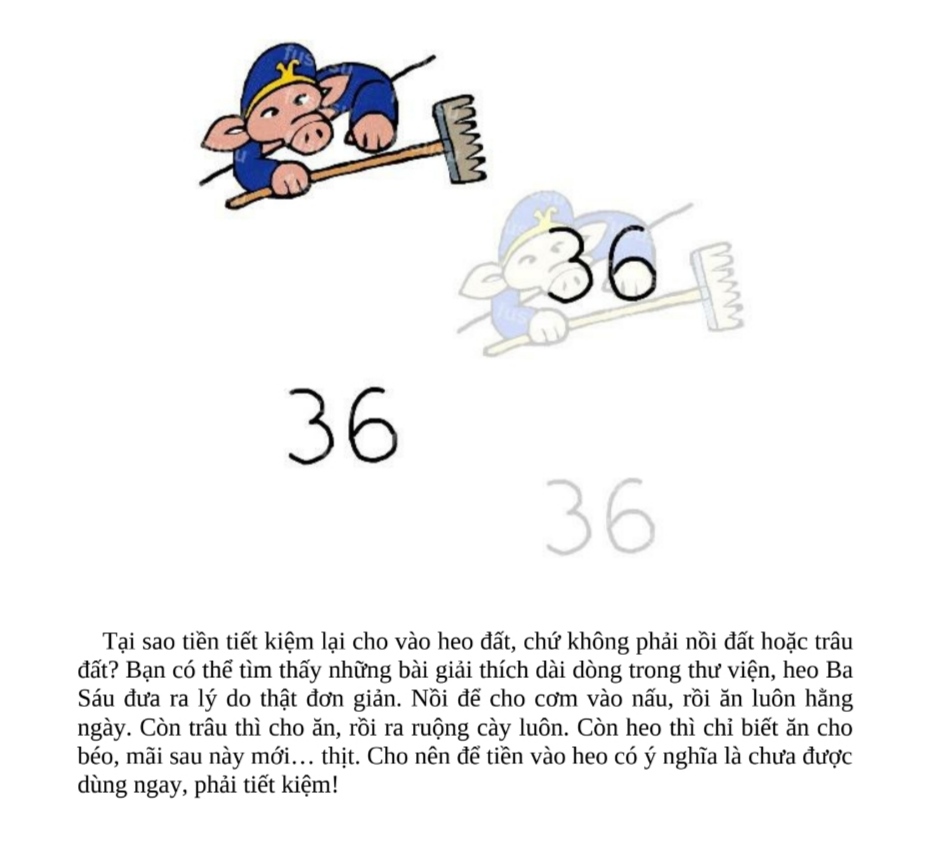 36
36
36
Tại sao tiền tiết kiệm lại cho vào heo đất, chứ không phải nồi đất hoặc trâu
đất? Bạn có thể tìm thấy những bài giải thích dài dòng trong thư viện, heo Ba
Sáu đưa ra lý do thật đơn giản. Nồi để cho cơm vào nấu, rồi ăn luôn hằng
ngày. Còn trâu thì cho ăn, rồi ra ruộng cày luôn. Còn heo thì chỉ biết ăn cho
béo, mãi sau này mới… thịt. Cho nên để tiền vào heo có ý nghĩa là chưa được
dùng ngay, phải tiết kiệm!